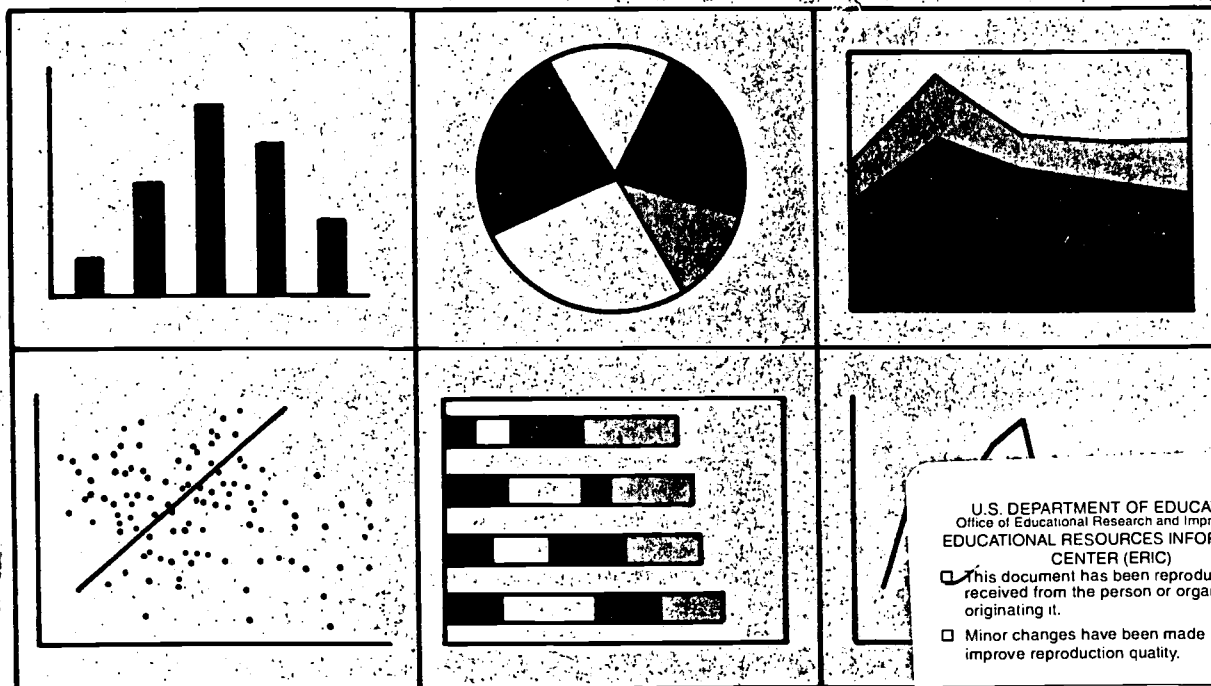 U.S. DEPARTMENT OF EDUCA
Office of Educational Research and Impr
EDUCATIONAL RESOURCES INFOR
CENTER (ERIC)
This document has been reprodu
received from the person or orga
originating it.
Minor changes have been made
improve reproduction quality.